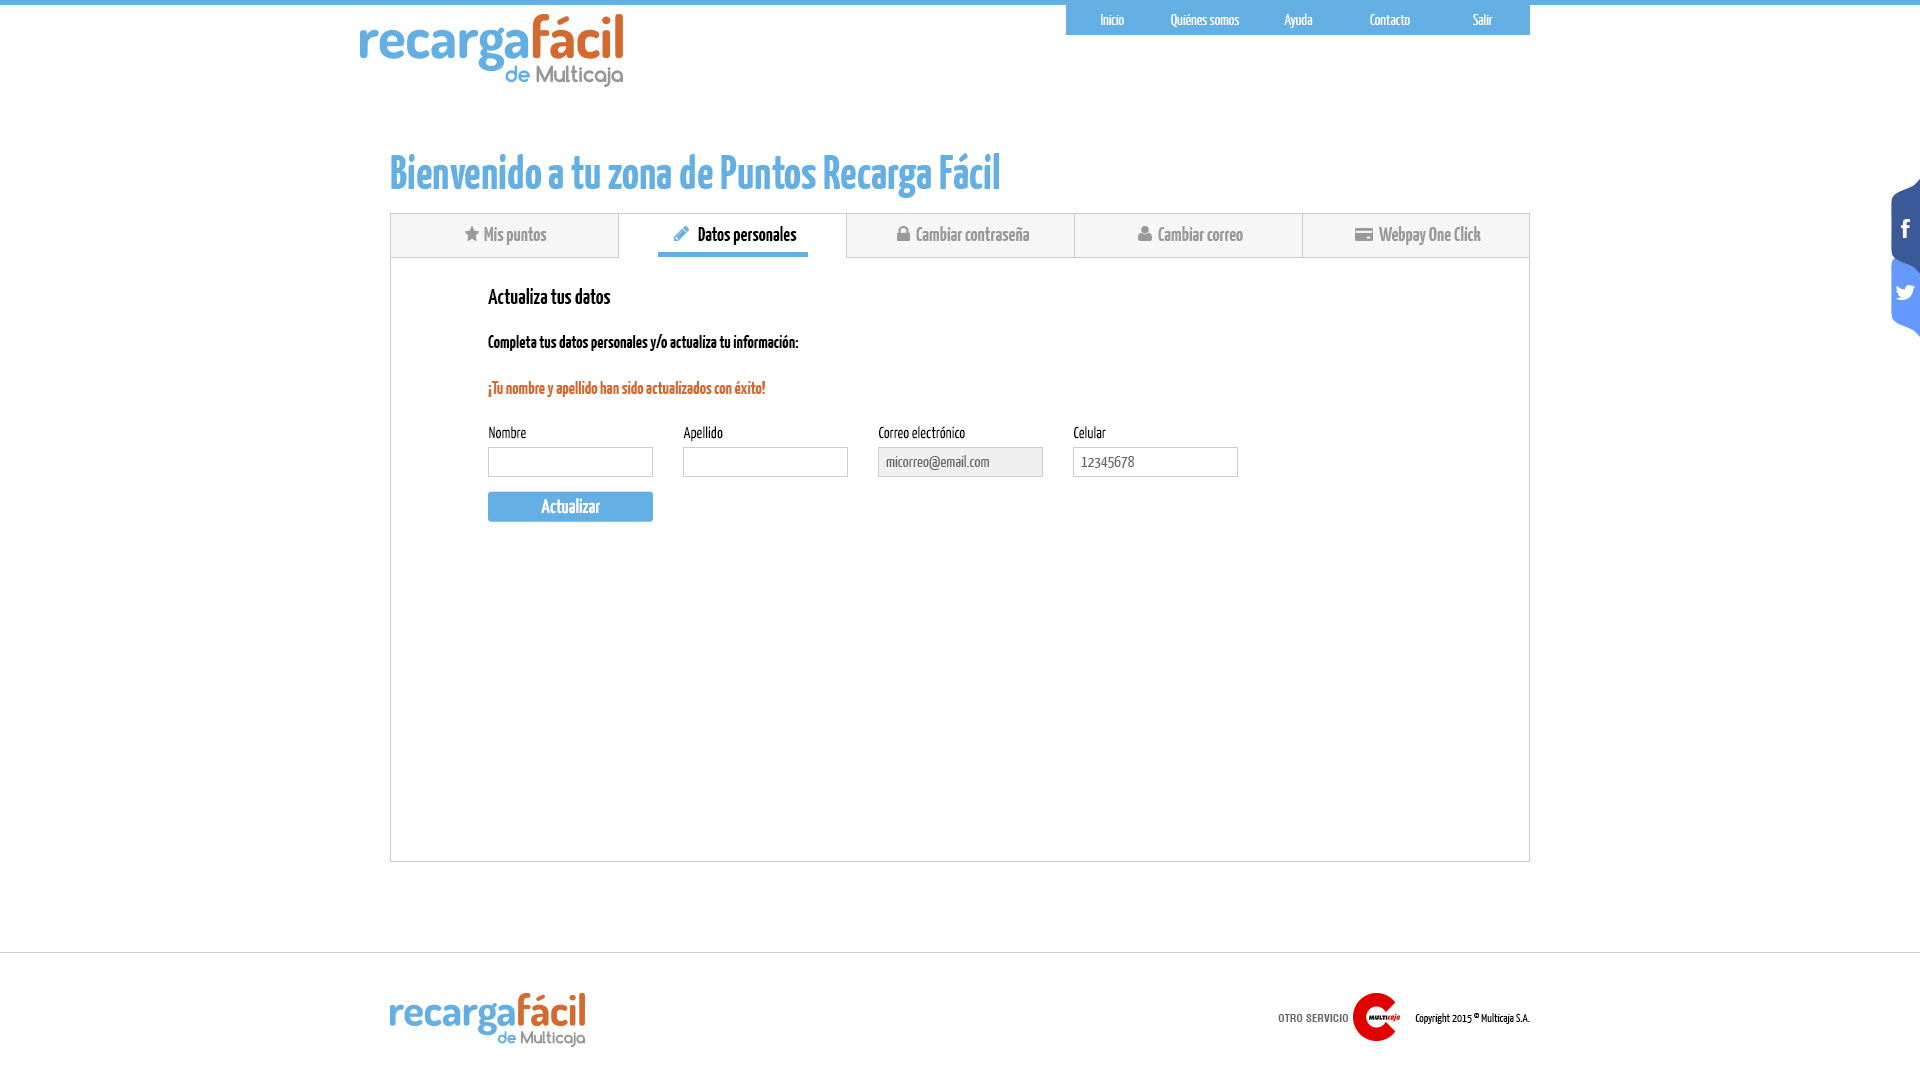 recargafácil
de Multicaja
Inicio Quiénes somos Ayuda Contacto Salir
Bienvenido a tu zona de Puntos Recarga Fácil
Mis puntos Datos personales Cambiar contraseña Cambiar correo Webpay One Click
Actualiza tus datos
Completa tus datos personales y/o actualiza tu información:
¡Tu nombre y apellido han sido actualizados con éxito!
Nombre Apellido Correo electrónico Celular
micorreo@email.com 12345678
Actualizar
f
recargafácil
de Multicaja
OTRO SERVICIO MULTICaja Copyright 2015 © Multicaja S.A.